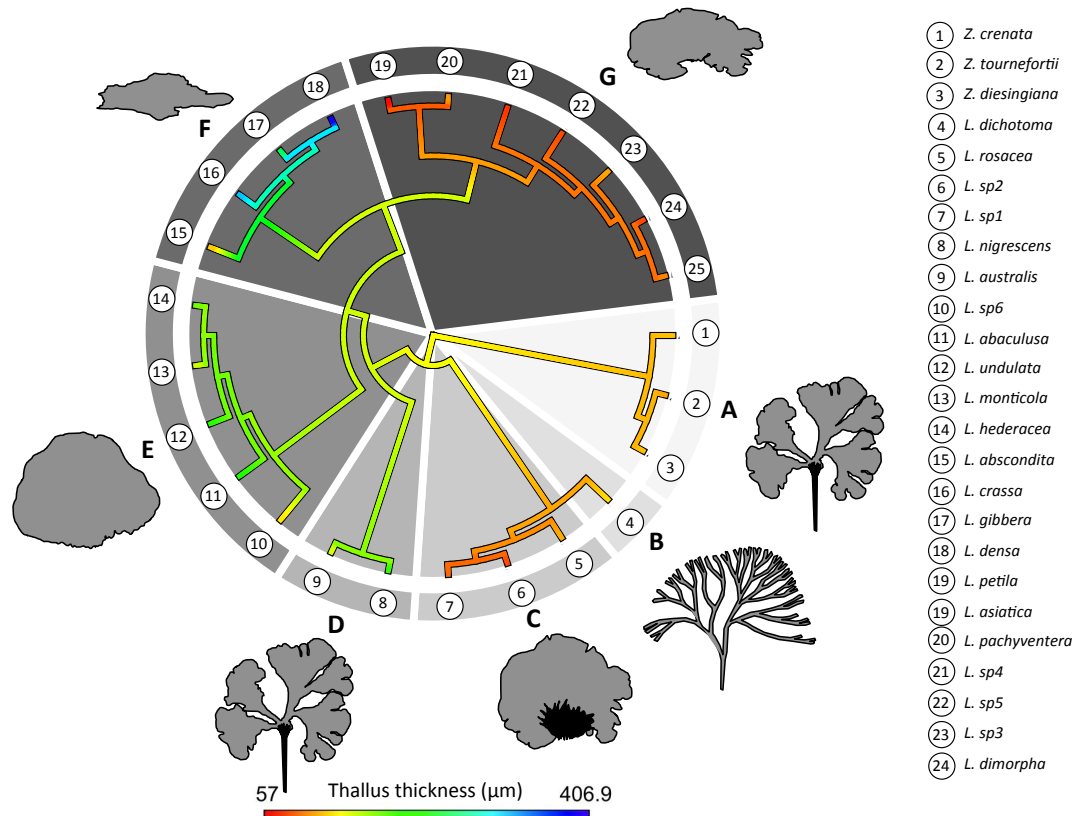 19
20
21
22
23
24
25
1
2
3
4
5
6
7
8
9
10
11
12
13
14
15
16
17
18
A
B
C
D
E
F
G
Thallus thickness (µm)
57
406.9
1 Z. crenata
2 Z. tournefortii
3 Z. diesingiana
4 L. dichotoma
5 L. rosacea
6 L. sp2
7 L. sp1
8 L. nigrescens
9 L. australis
10 L. sp6
11 L. abaculusa
12 L. undulata
13 L. monticola
14 L. hederacea
15 L. abscondita
16 L. crassa
17 L. gibbera
18 L. densa
19 L. petila
19 L. asiatica
20 L. pachyventera
21 L. sp4
22 L. sp5
23 L. sp3
24 L. dimorpha